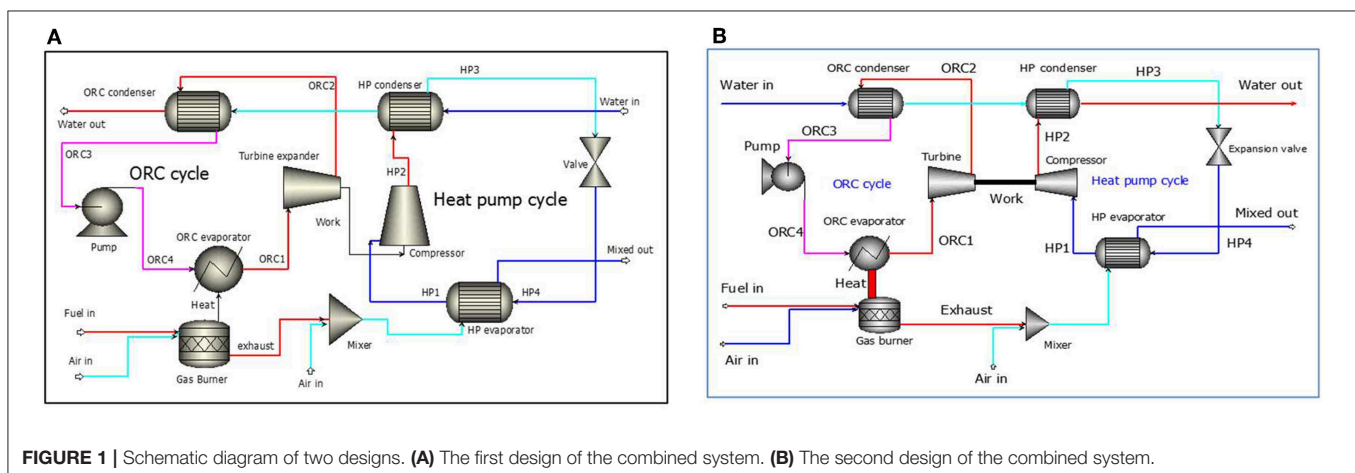 A
HP3
ORC2
ORC condenser
HP condenser
Water in
Water out
ORC3
Turbine expander
Valve
ORC cycle
HP2
Heat pump cycle
Work
Pump
ORC evaporator
Compressor
Mixed out
ORC4
ORC1
Heat
HP1
HP4
Fuel in
HP evaporator
exhaust
Mixer
Air in
Gas Burner
Air in
B
ORC condenser
ORC2
HP condenser
HP3
Water in
Water out
ORC3
HP2
Pump
Turbine
Compressor
Expansion valve
ORC cycle
Heat pump cycle
Work
ORC evaporator
HP evaporator
Mixed out
ORC4
ORC1
HP1
HP4
Heat
Fuel in
Exhaust
Gas burner
Mixer
Air in
Air in
FIGURE 1 | Schematic diagram of two designs. (A) The first design of the combined system. (B) The second design of the combined system.